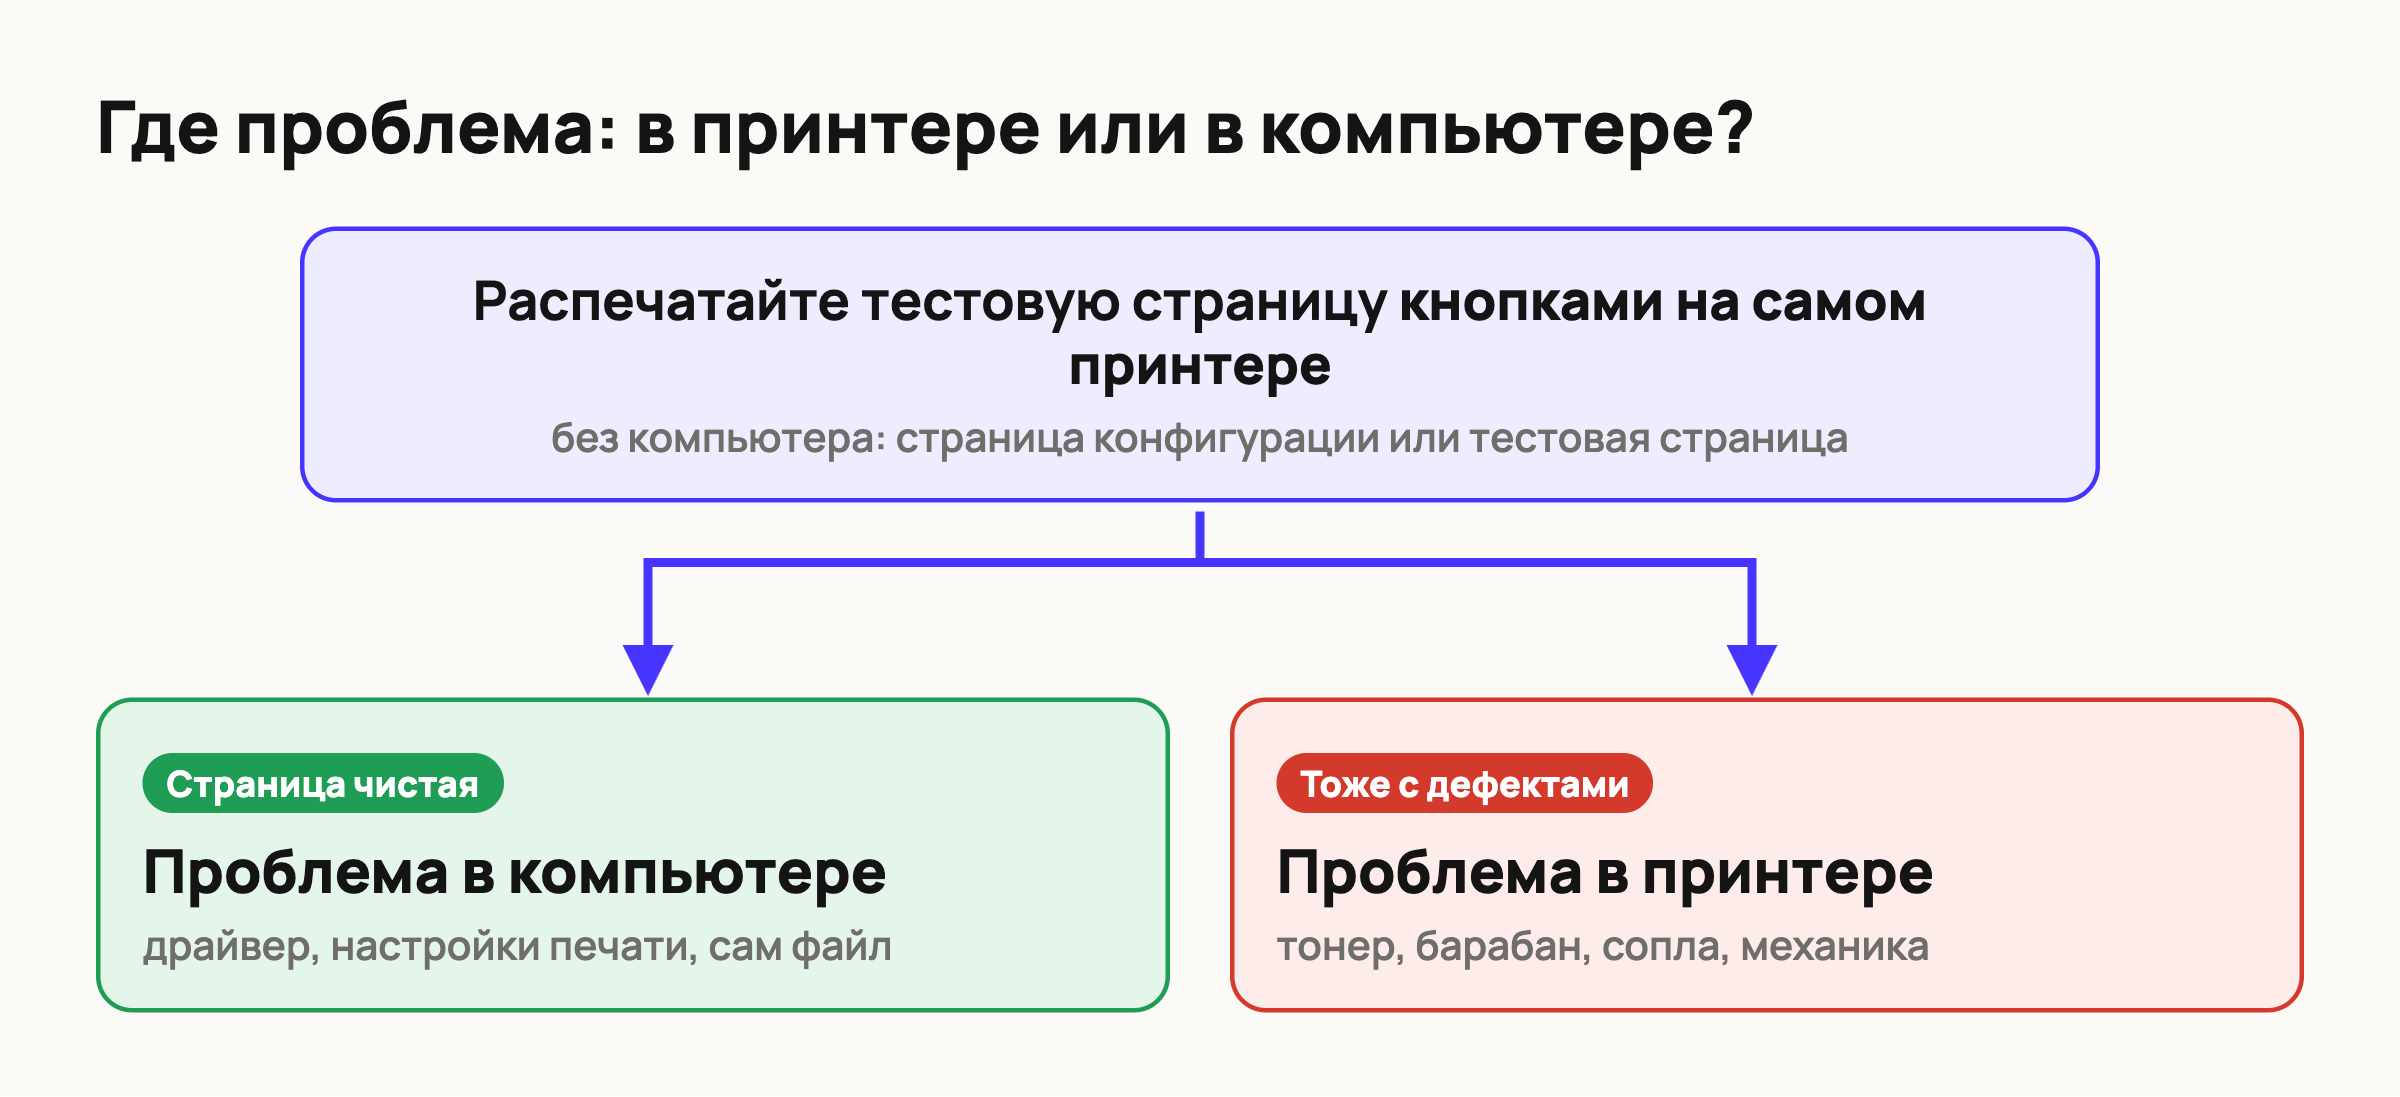 Где проблема: в принтере или в компьютере?
Распечатайте тестовую страницу кнопками на самом
принтере
без компьютера: страница конфигурации или тестовая страница
Страница чистая
Проблема в компьютере
драйвер, настройки печати, сам файл
Тоже с дефектами
Проблема в принтере
тонер, барабан, сопла, механика